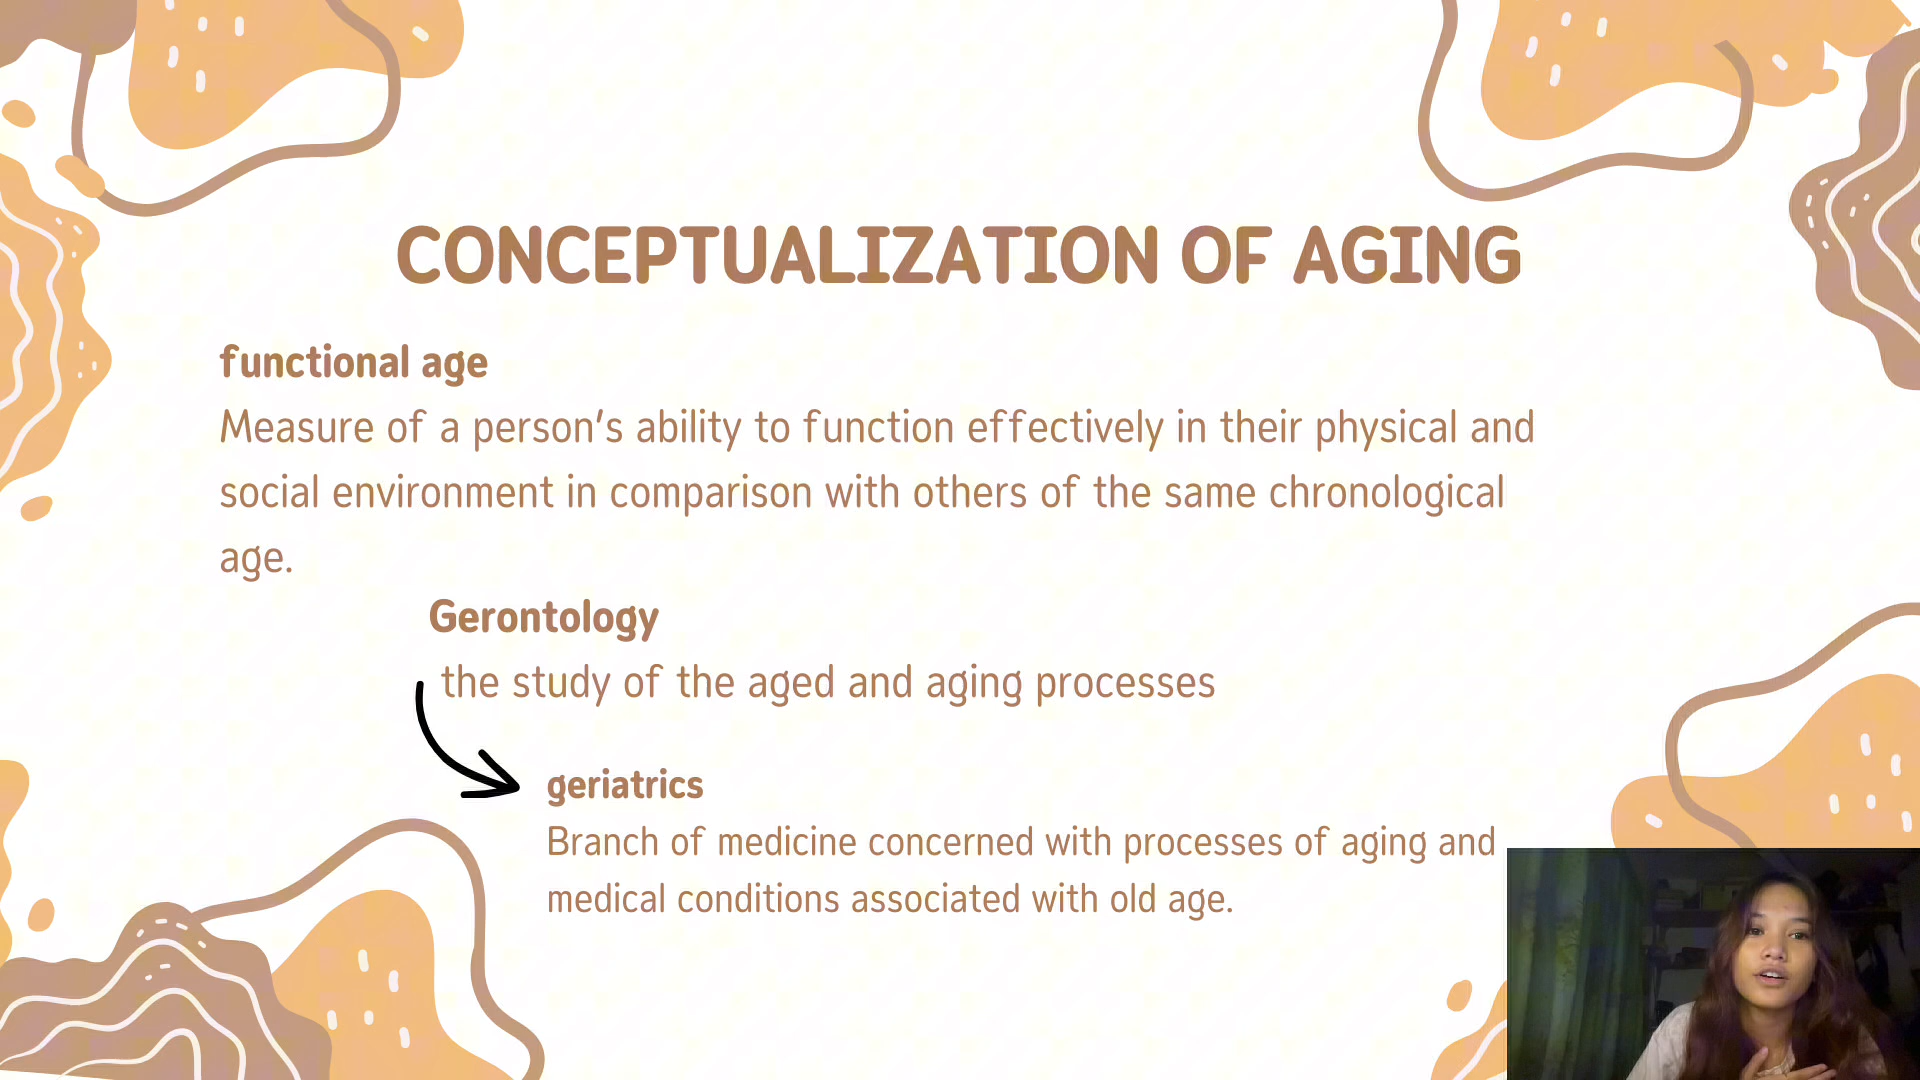 CONCEPTUALIZATION OF AGING
functional age
Measure of a person's ability to function effectively in their physical and
social environment in comparison with others of the same chronological
age.
Gerontology
the study of the aged and aging processes
geriatrics
Branch of medicine concerned with processes of aging and
medical conditions associated with old age.